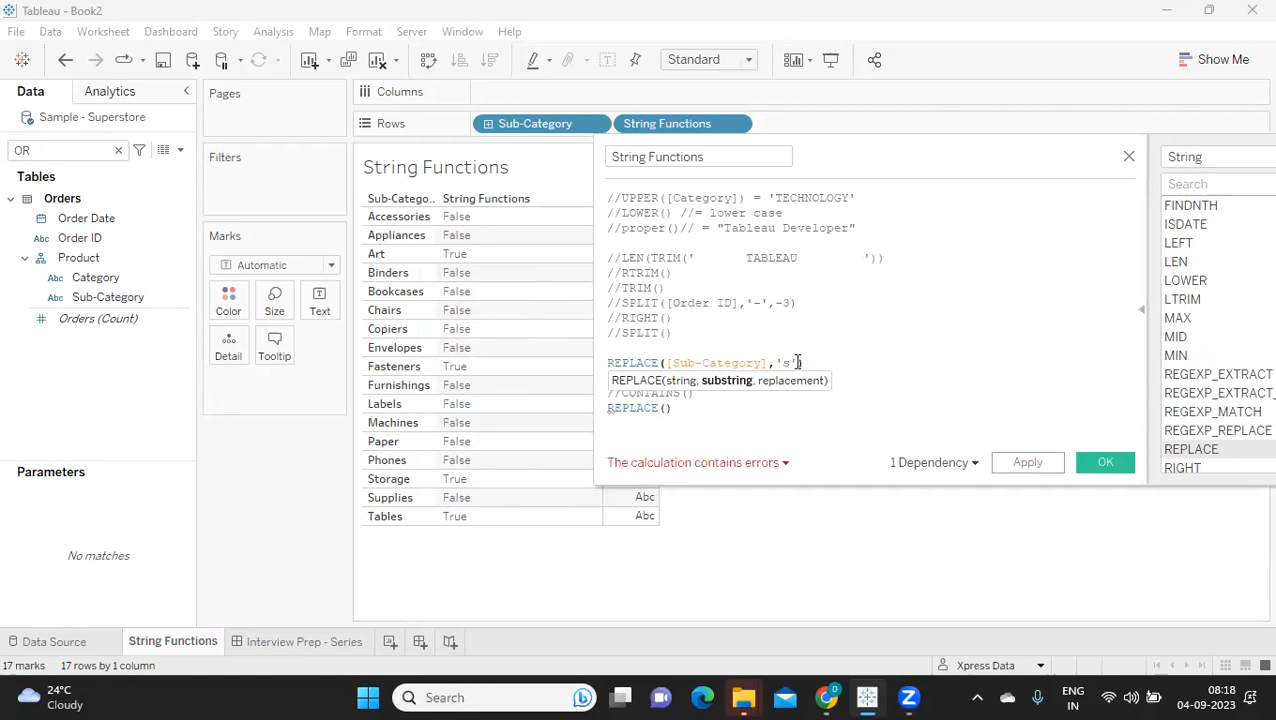 Tableau - Book2
File Data Worksheet Dashboard Story Analysis Map Format Server Window Help
Standard
Show Me
Data Analytics
Sample - Superstore
OR
Tables
Orders
Order Date
Abc Order ID
Product
Abc Category
Abc Sub-Category
Orders (Count)
Parameters
No matches
Pages
Filters
Marks
Automatic
Color Size Text
Detail Tooltip
Columns
Rows
Sub-Category String Functions
String Functions
Sub-Catego.. String Functions
Accessories False
Appliances False
Art True
Binders False
Bookcases False
Chairs False
Copiers False
Envelopes False
Fasteners True
Furnishings False
Labels False
Machines False
Paper False
Phones False
Storage True
Supplies False Abc
Tables True Abc
String Functions
//UPPER([Category]) = 'TECHNOLOGY'
//LOWER() //= lower case
//proper()// = "Tableau Developer"
//LEN(TRIM('       TABLEAU         '))
//RTRIM()
//TRIM()
//SPLIT([Order ID],'-',-3)
//RIGHT()
//SPLIT()
REPLACE([Sub-Category],'s')
REPLACE(string, substring, replacement)
//CONTAINS()
REPLACE()
The calculation contains errors
1 Dependency
Apply
OK
String
Search
FINDNTH
ISDATE
LEFT
LEN
LOWER
LTRIM
MAX
MID
MIN
REGEXP_EXTRACT
REGEXP_EXTRACT_
REGEXP_MATCH
REGEXP_REPLACE
REPLACE
RIGHT
Data Source String Functions Interview Prep - Series
17 marks 17 rows by 1 column
Xpress Data
24°C
Cloudy
Search
ENG
IN
08:18
04-09-2023